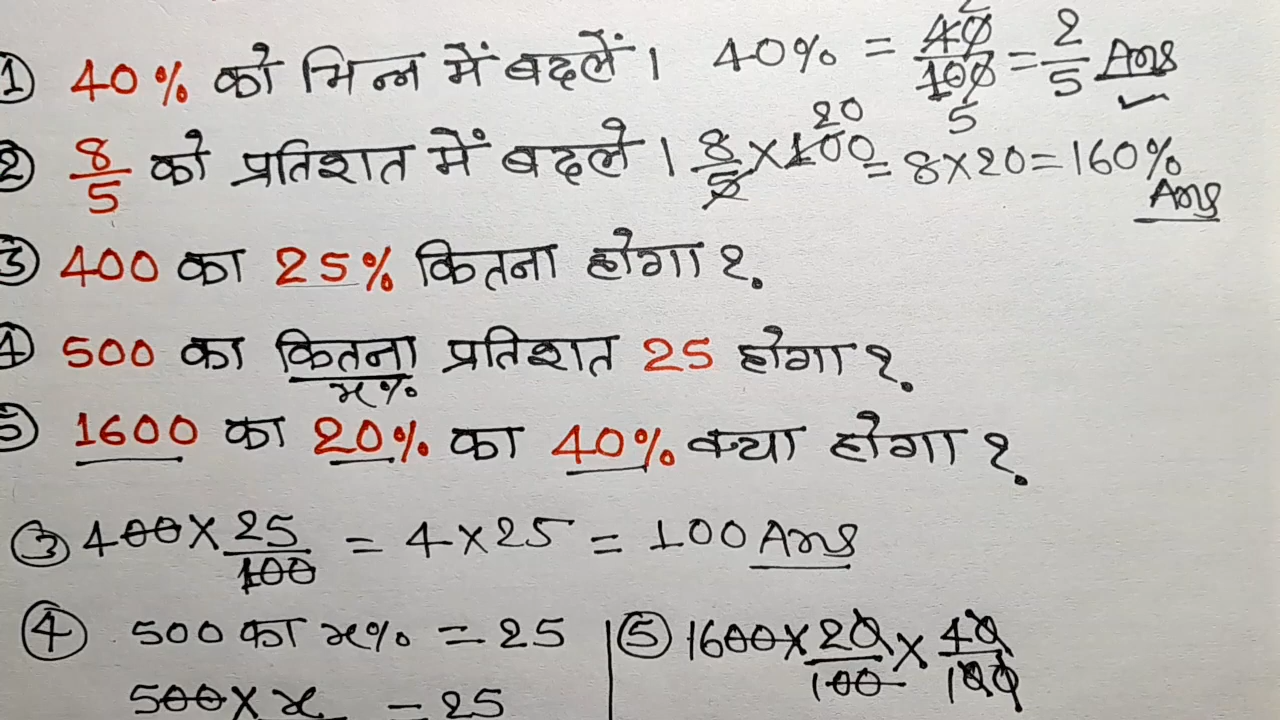 ① 40% को भिन्न में बदलें। 40% = 40/100 = 2/5 Ans
② 8/5 को प्रतिशत में बदले। 8/5 × 100 = 8×20 = 160% Ans
③ 400 का 25% कितना होगा?
④ 500 का कितना प्रतिशत 25 होगा?
x%
⑤ 1600 का 20% का 40% क्या होगा?
③ 400 × 25/100 = 4×25 = 100 Ans
④ 500 का x% = 25 | ⑤ 1600 × 20/100 × 40/100
500 × x = 25